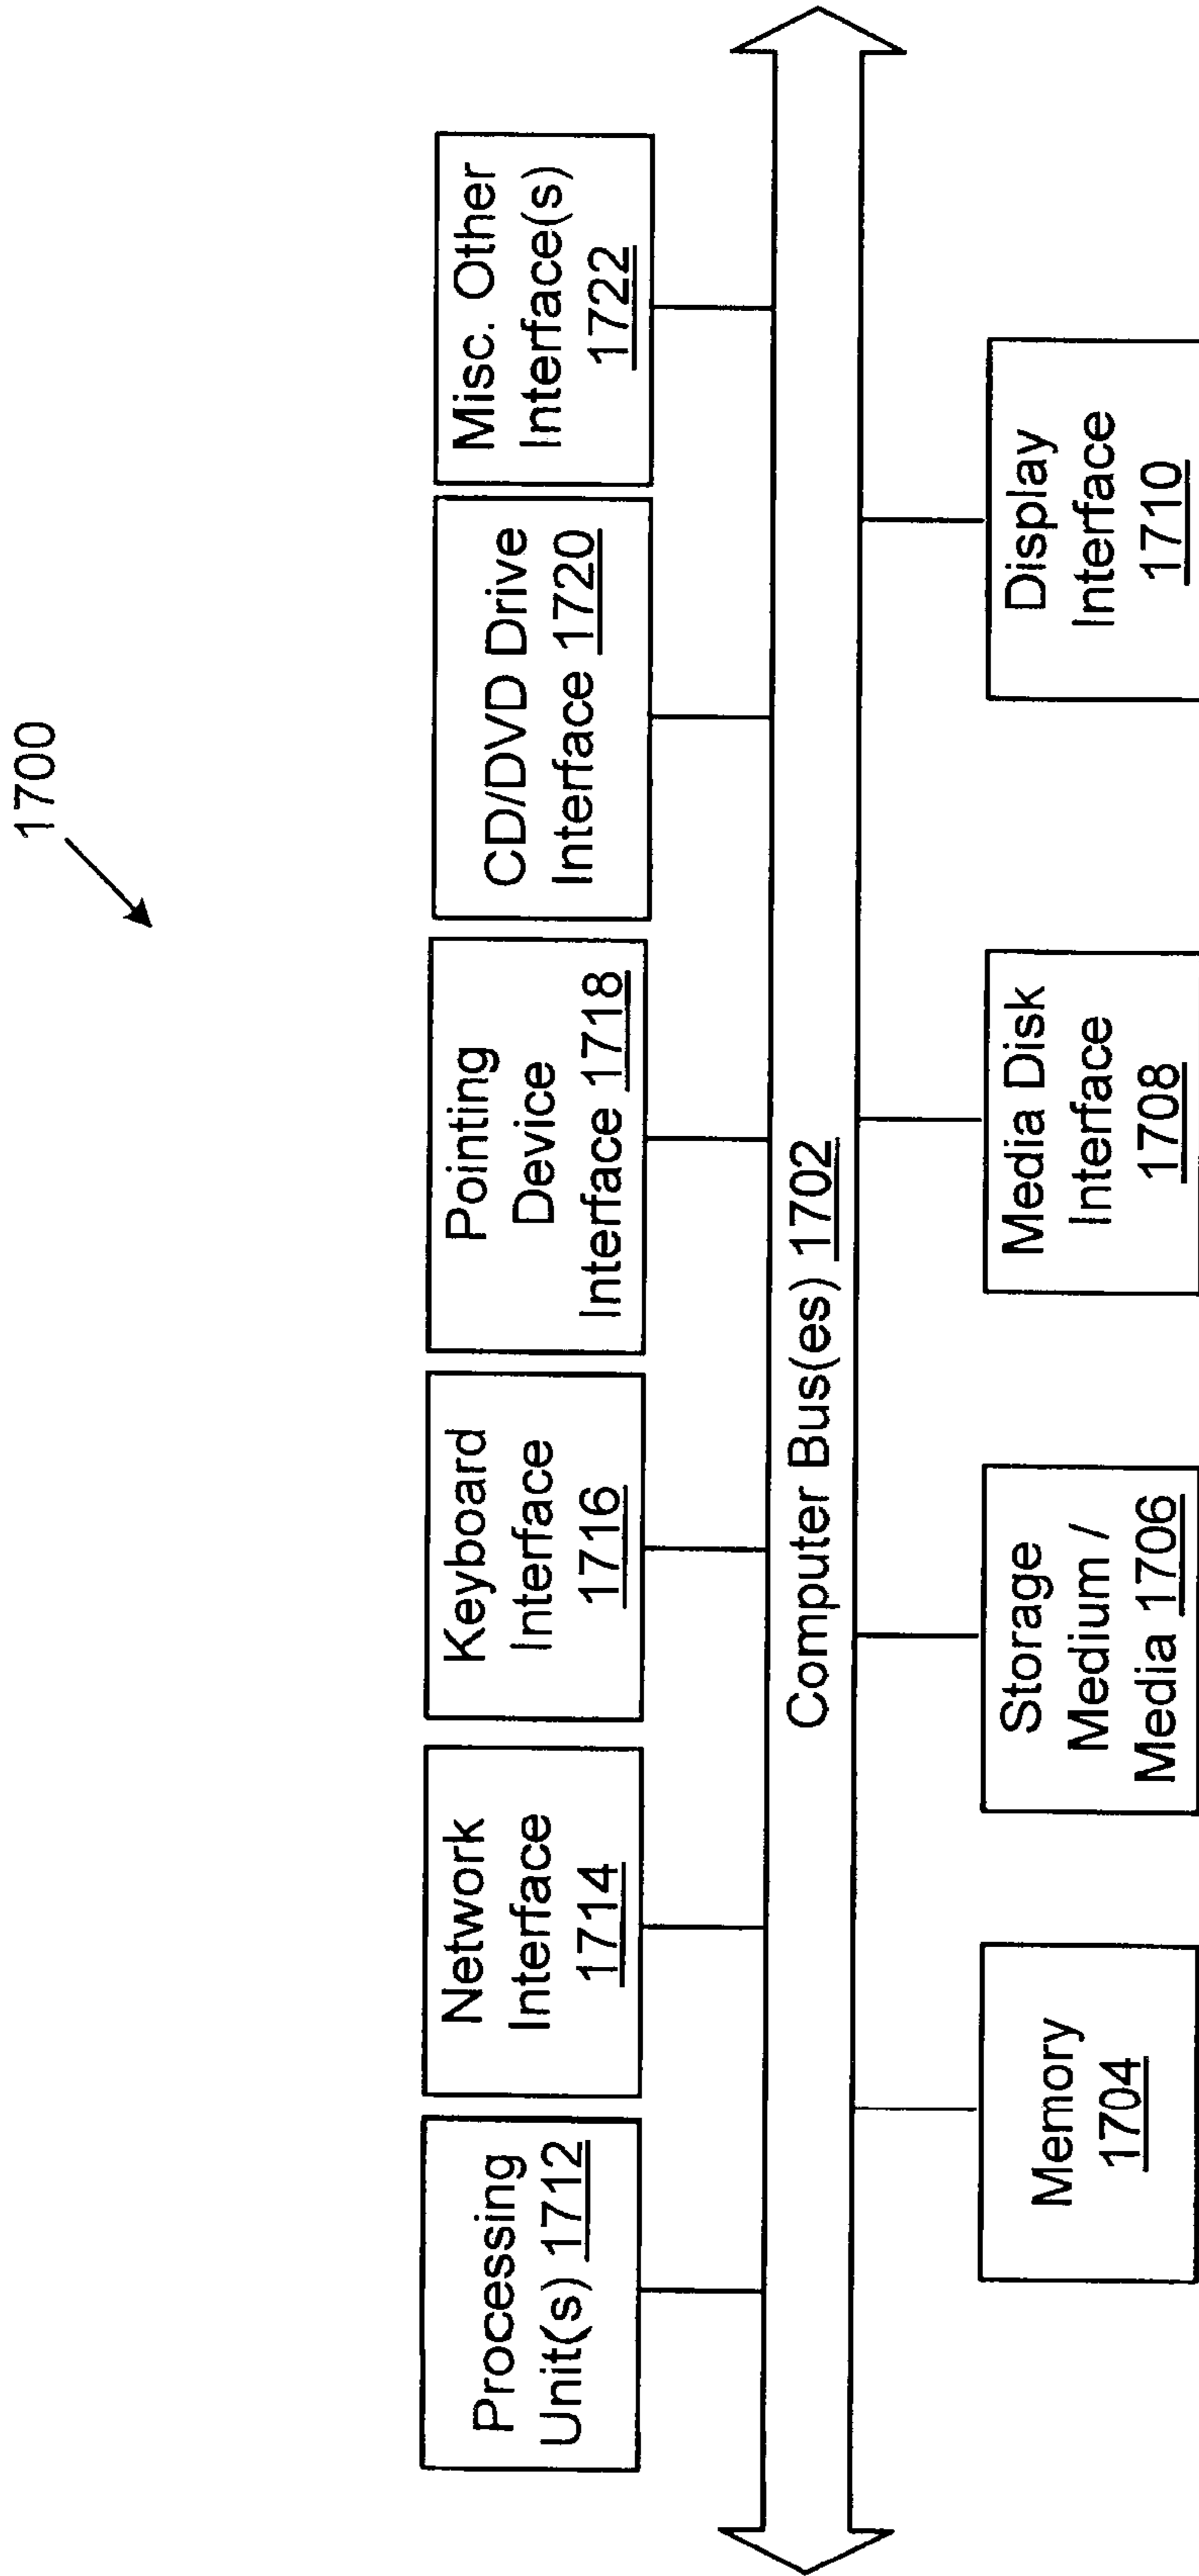 1700
Processing
Unit(s) 1712
Network
Interface
1714
Keyboard
Interface
1716
Pointing
Device
Interface 1718
CD/DVD Drive
Interface 1720
Misc. Other
Interface(s)
1722
Computer Bus(es) 1702
Memory
1704
Storage
Medium /
Media 1706
Media Disk
Interface
1708
Display
Interface
1710